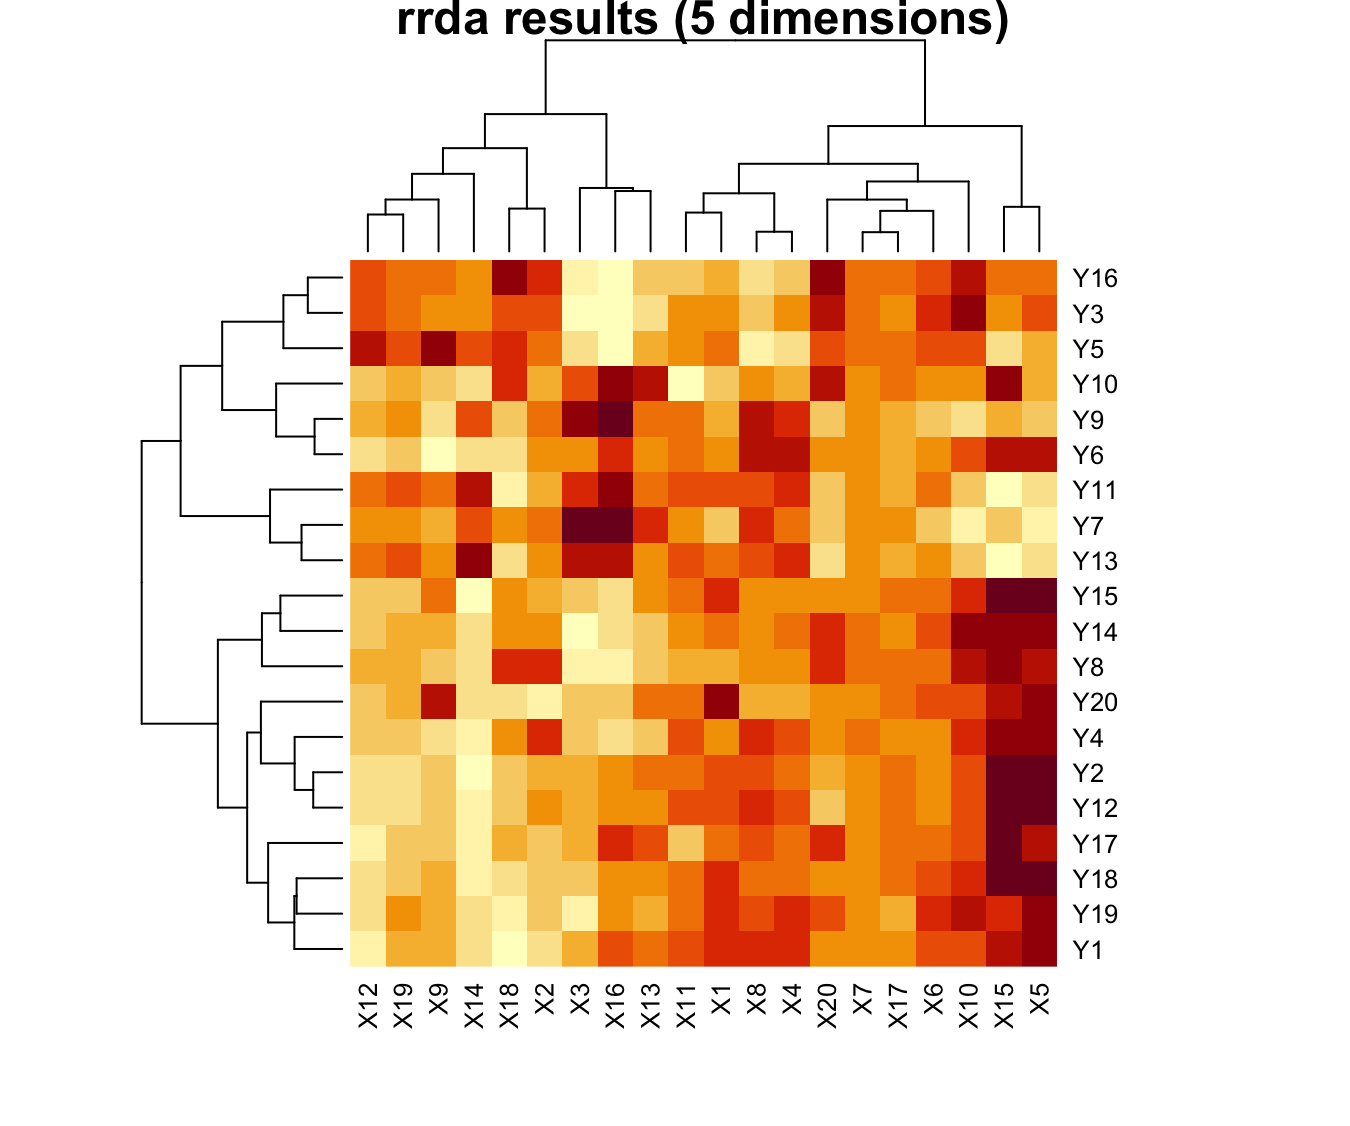 rrda results (5 dimensions)
Y16
Y3
Y5
Y10
Y9
Y6
Y11
Y7
Y13
Y15
Y14
Y8
Y20
Y4
Y2
Y12
Y17
Y18
Y19
Y1
X12
X19
X9
X14
X18
X2
X3
X16
X13
X11
X1
X8
X4
X20
X7
X17
X6
X10
X15
X5